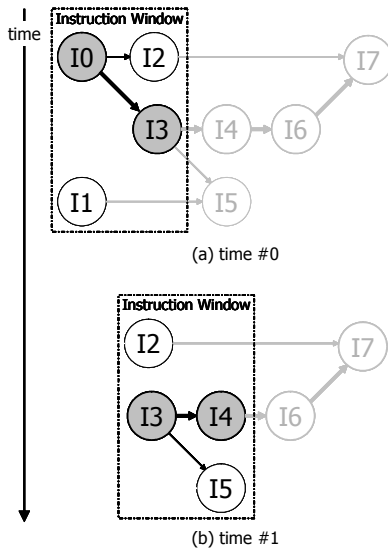 time
Instruction Window
I0 I2 I7
I3 I4 I6
I1 I5
(a) time #0
Instruction Window
I2 I7
I3 I4 I6
I5
(b) time #1